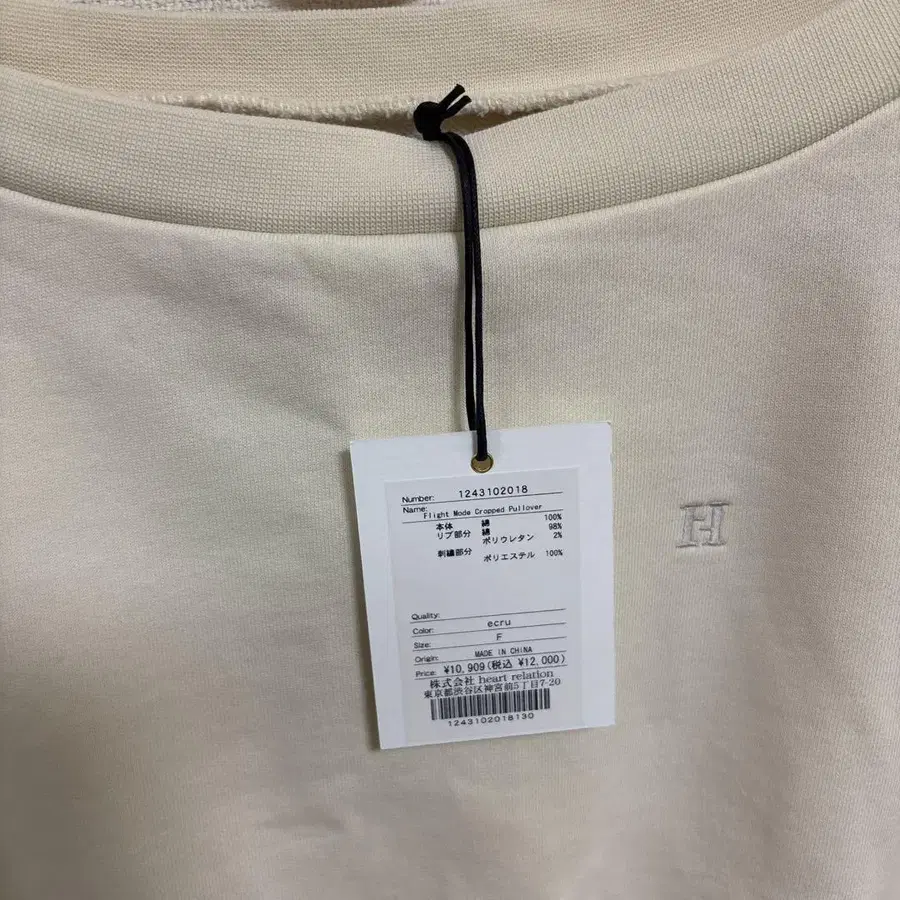 Number: 1243102018
Name: Flight Mode Cropped Pullover
本体 綿 100%
リブ部分 綿 98%
ポリウレタン 2%
刺繍部分 ポリエステル 100%
Quality:
Color: ecru
Size: F
Origin: MADE IN CHINA
Price: ¥10,909(税込 ¥12,000)
株式会社 heart relation
東京都渋谷区神宮前5丁目7-20
1243102018130
H